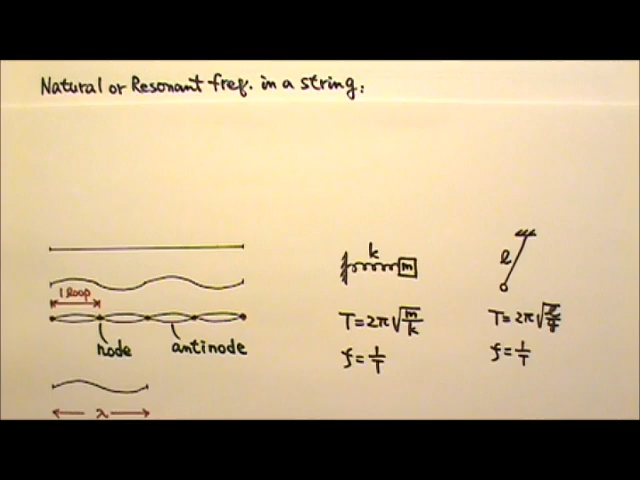 Natural or Resonant freq. in a string:
1 loop
node
antinode
λ
k
m
T = 2π√(m/k)
f = 1/T
l
T = 2π√(l/g)
f = 1/T